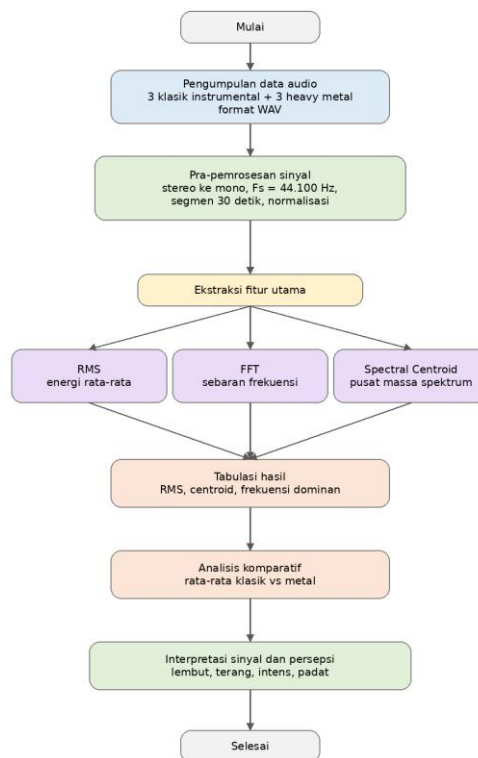 Mulai
Pengumpulan data audio
3 klasik instrumental + 3 heavy metal
format WAV
Pra-pemrosesan sinyal
stereo ke mono, Fs = 44.100 Hz,
segmen 30 detik, normalisasi
Ekstraksi fitur utama
RMS
energi rata-rata
FFT
sebaran frekuensi
Spectral Centroid
pusat massa spektrum
Tabulasi hasil
RMS, centroid, frekuensi dominan
Analisis komparatif
rata-rata klasik vs metal
Interpretasi sinyal dan persepsi
lembut, terang, intens, padat
Selesai